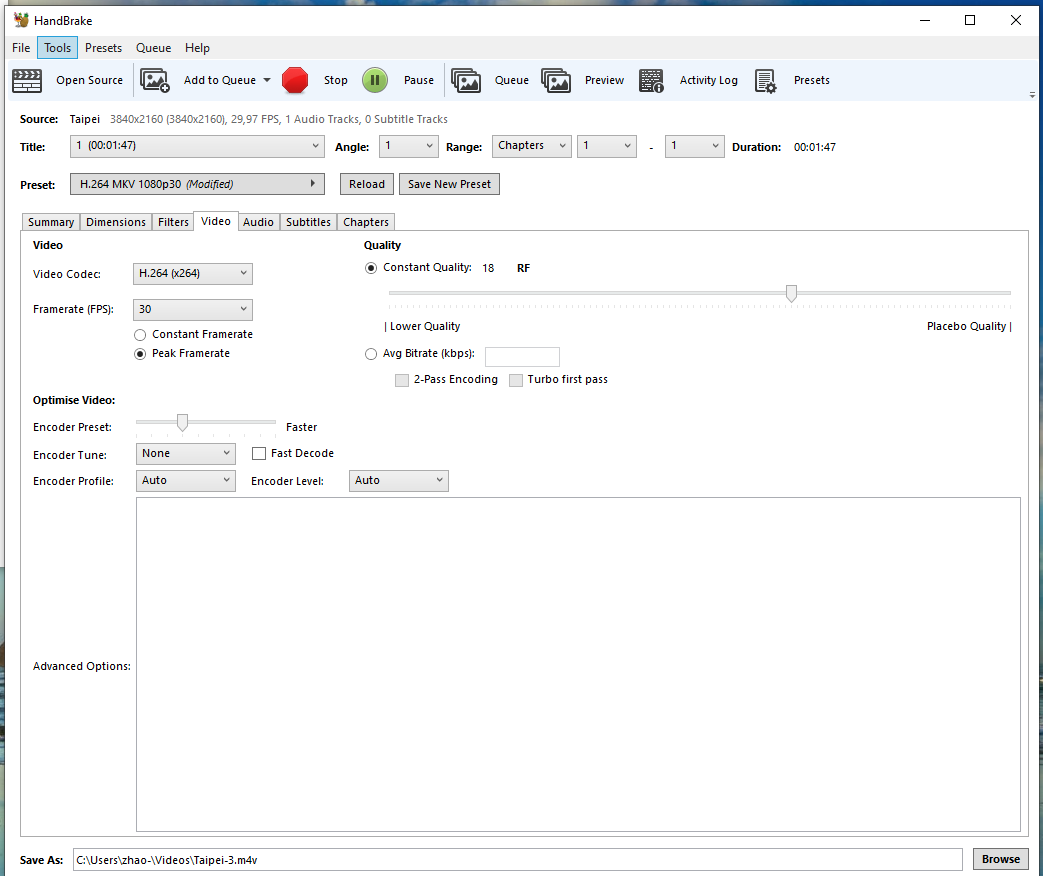 HandBrake
File Tools Presets Queue Help
Open Source Add to Queue Stop Pause Queue Preview Activity Log Presets
Source: Taipei 3840x2160 (3840x2160), 29,97 FPS, 1 Audio Tracks, 0 Subtitle Tracks
Title: 1 (00:01:47) Angle: 1 Range: Chapters 1 - 1 Duration: 00:01:47
Preset: H.264 MKV 1080p30 (Modified) Reload Save New Preset
Summary Dimensions Filters Video Audio Subtitles Chapters
Video Quality
Video Codec: H.264 (x264) Constant Quality: 18 RF
Framerate (FPS): 30
| Lower Quality Placebo Quality |
Constant Framerate
Peak Framerate Avg Bitrate (kbps):
2-Pass Encoding Turbo first pass
Optimise Video:
Encoder Preset: Faster
Encoder Tune: None Fast Decode
Encoder Profile: Auto Encoder Level: Auto
Advanced Options:
Save As: C:\Users\zhao-\Videos\Taipei-3.m4v Browse